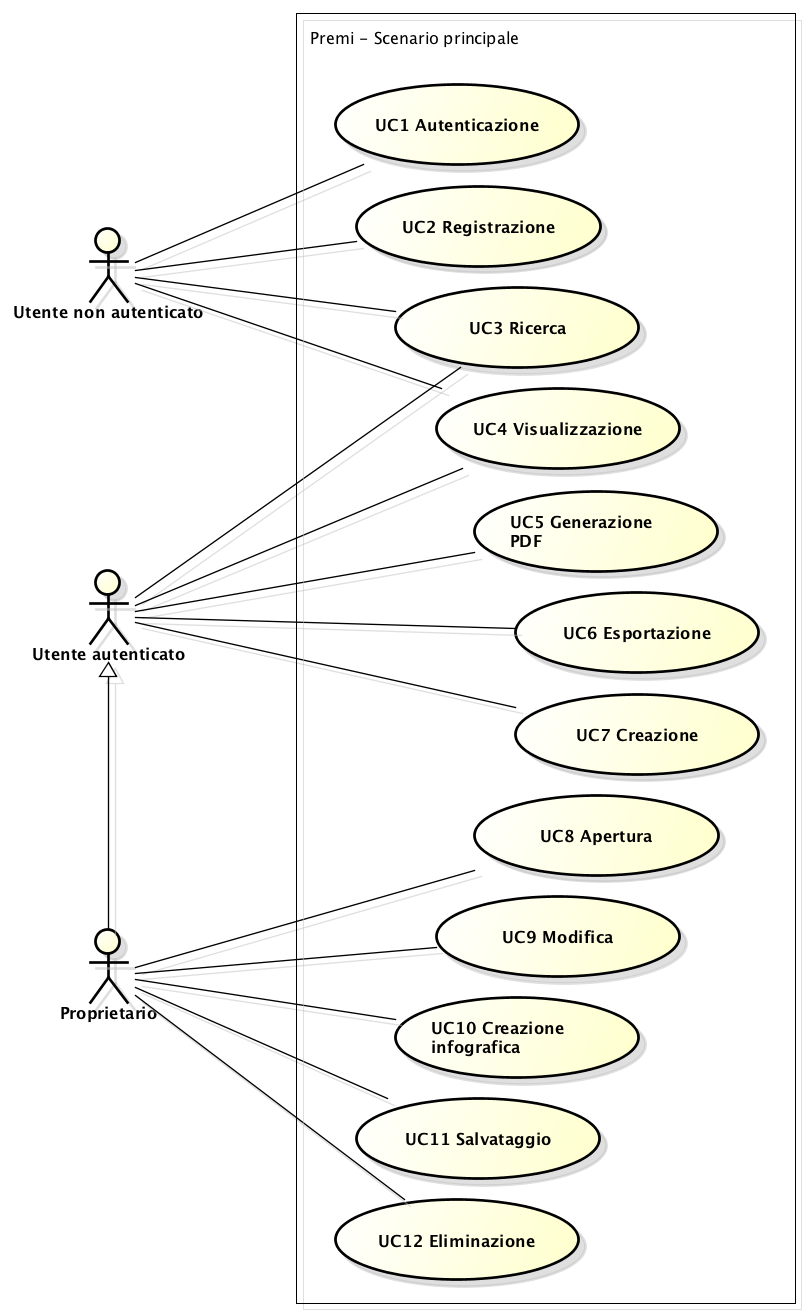 Premi - Scenario principale
UC1 Autenticazione
UC2 Registrazione
Utente non autenticato
UC3 Ricerca
UC4 Visualizzazione
UC5 Generazione
PDF
UC6 Esportazione
Utente autenticato
UC7 Creazione
UC8 Apertura
UC9 Modifica
Proprietario
UC10 Creazione
infografica
UC11 Salvataggio
UC12 Eliminazione